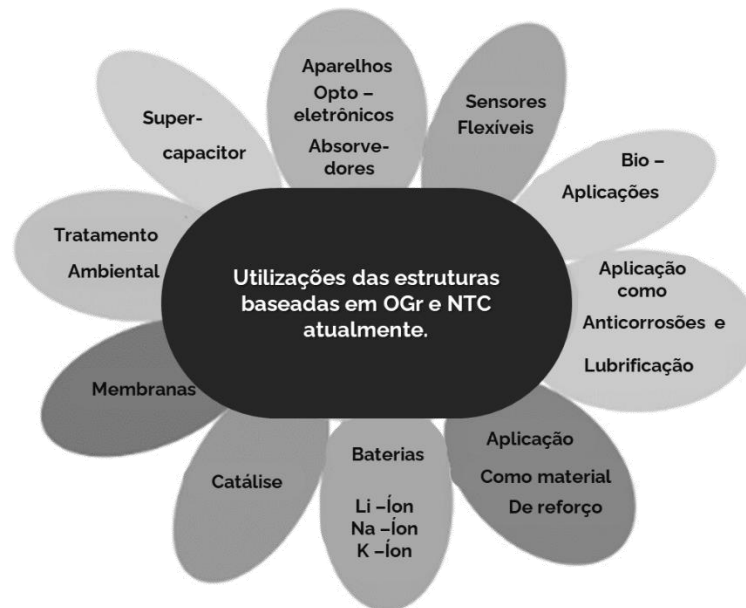 Aparelhos
Opto –
eletrônicos
Absorve-
dores
Sensores
Flexíveis
Bio –
Aplicações
Aplicação
como
Anticorrosões e
Lubrificação
Aplicação
Como material
De reforço
Baterias
Li –Íon
Na –Íon
K –Íon
Catálise
Membranas
Tratamento
Ambiental
Super-
capacitor
Utilizações das estruturas
baseadas em OGr e NTC
atualmente.